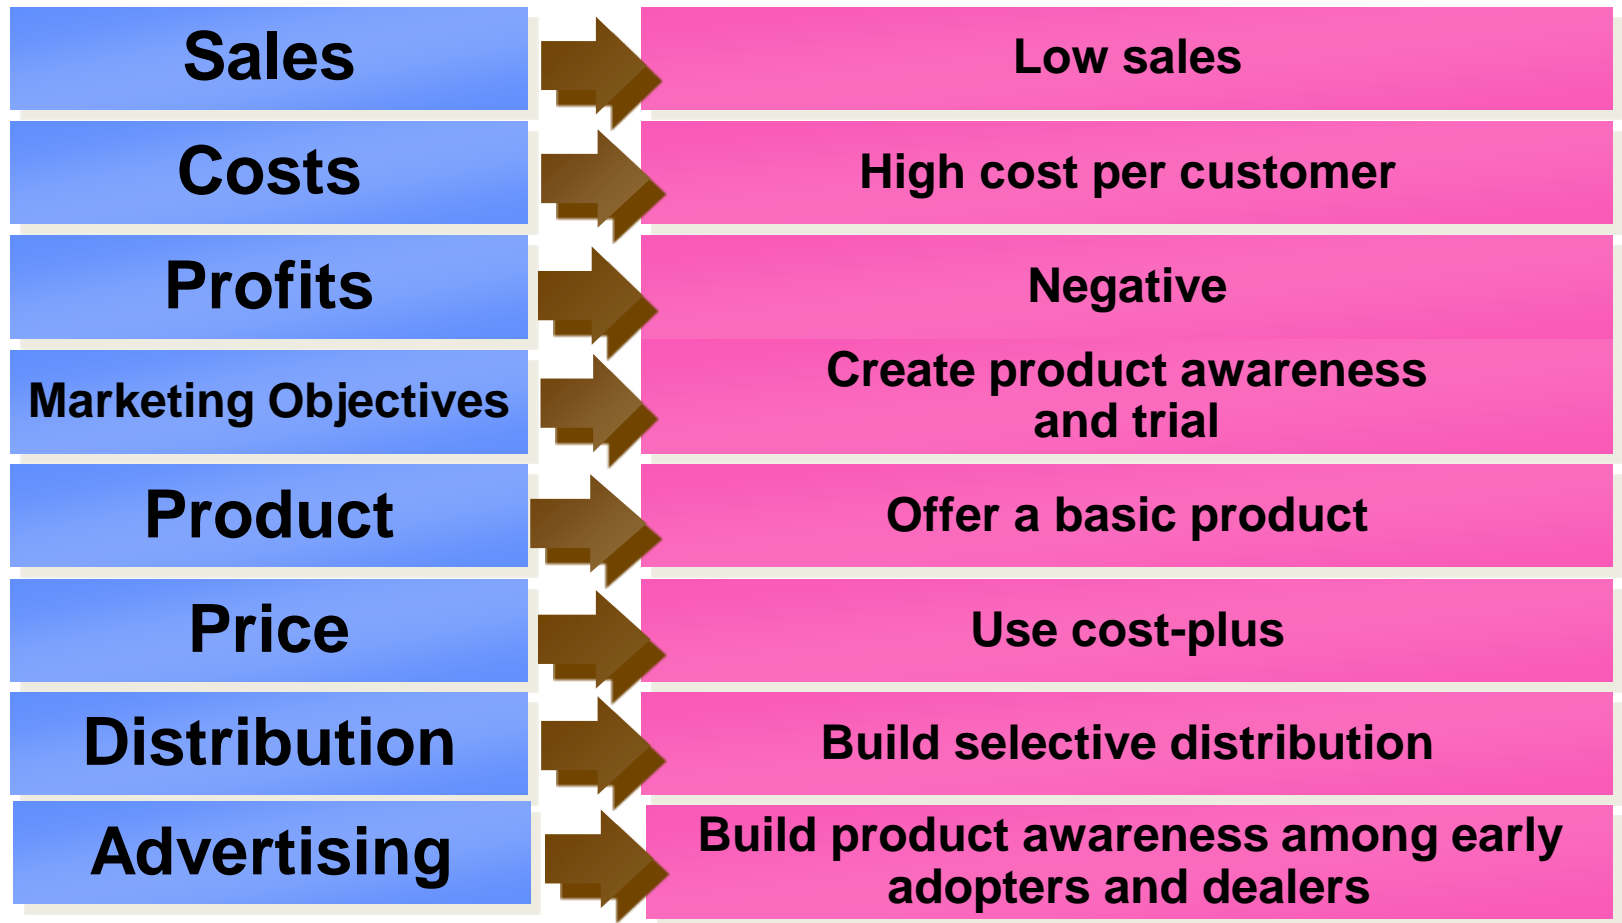 Sales
Low sales
Costs
High cost per customer
Profits
Negative
Marketing Objectives
Create product awareness
and trial
Product
Offer a basic product
Price
Use cost-plus
Distribution
Build selective distribution
Advertising
Build product awareness among early
adopters and dealers